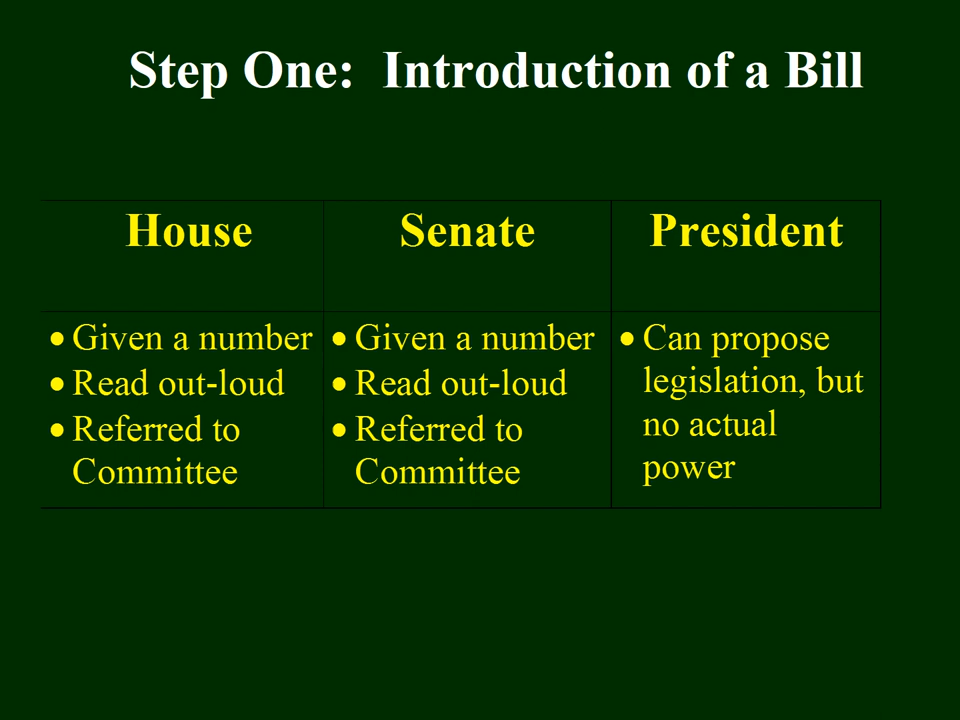 Step One:  Introduction of a Bill
House
Senate
President
• Given a number
• Read out-loud
• Referred to
Committee
• Given a number
• Read out-loud
• Referred to
Committee
• Can propose
legislation, but
no actual
power